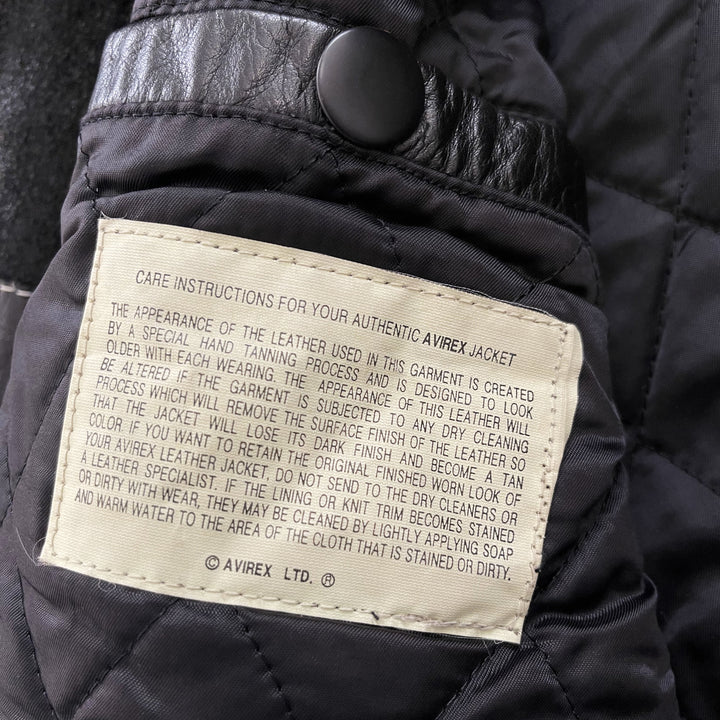 CARE INSTRUCTIONS FOR YOUR AUTHENTIC AVIREX JACKET
THE APPEARANCE OF THE LEATHER USED IN THIS GARMENT IS CREATED
BY A SPECIAL HAND TANNING PROCESS AND IS DESIGNED TO LOOK
OLDER WITH EACH WEARING. THE APPEARANCE OF THIS LEATHER WILL
BE ALTERED IF THE GARMENT IS SUBJECTED TO ANY DRY CLEANING
PROCESS WHICH WILL REMOVE THE SURFACE FINISH OF THE LEATHER SO
THAT THE JACKET WILL LOSE ITS DARK FINISH AND BECOME A TAN
COLOR. IF YOU WANT TO RETAIN THE ORIGINAL FINISHED WORN LOOK OF
YOUR AVIREX LEATHER JACKET, DO NOT SEND TO THE DRY CLEANERS OR
A LEATHER SPECIALIST. IF THE LINING OR KNIT TRIM BECOMES STAINED
OR DIRTY WITH WEAR, THEY MAY BE CLEANED BY LIGHTLY APPLYING SOAP
AND WARM WATER TO THE AREA OF THE CLOTH THAT IS STAINED OR DIRTY.
© AVIREX LTD. ®